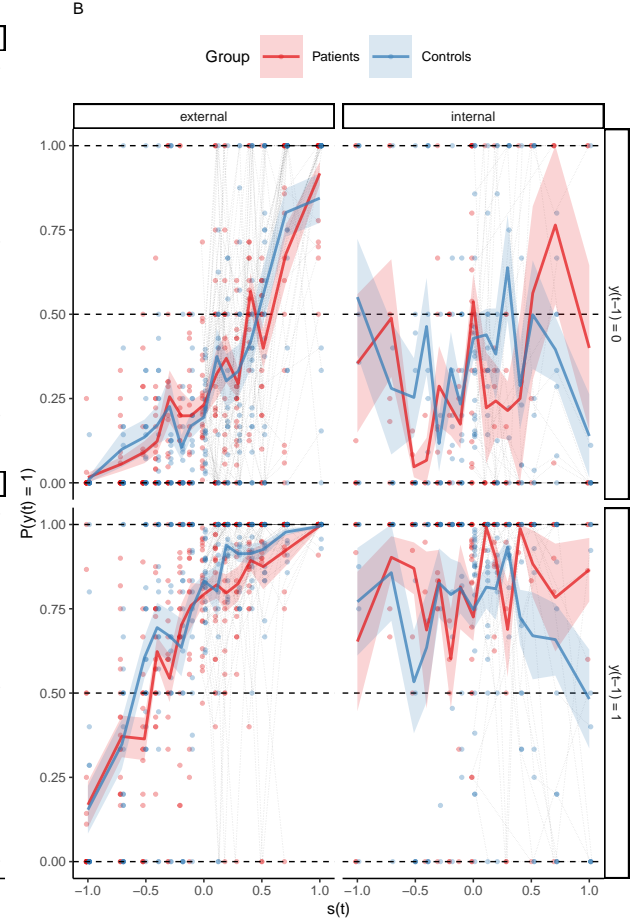 B
Group Patients Controls
external internal
1.00
0.75
0.50
0.25
0.00
y(t−1) = 0
P(y(t) = 1)
1.00
0.75
0.50
0.25
0.00
y(t−1) = 1
−1.0 −0.5 0.0 0.5 1.0 −1.0 −0.5 0.0 0.5 1.0
s(t)